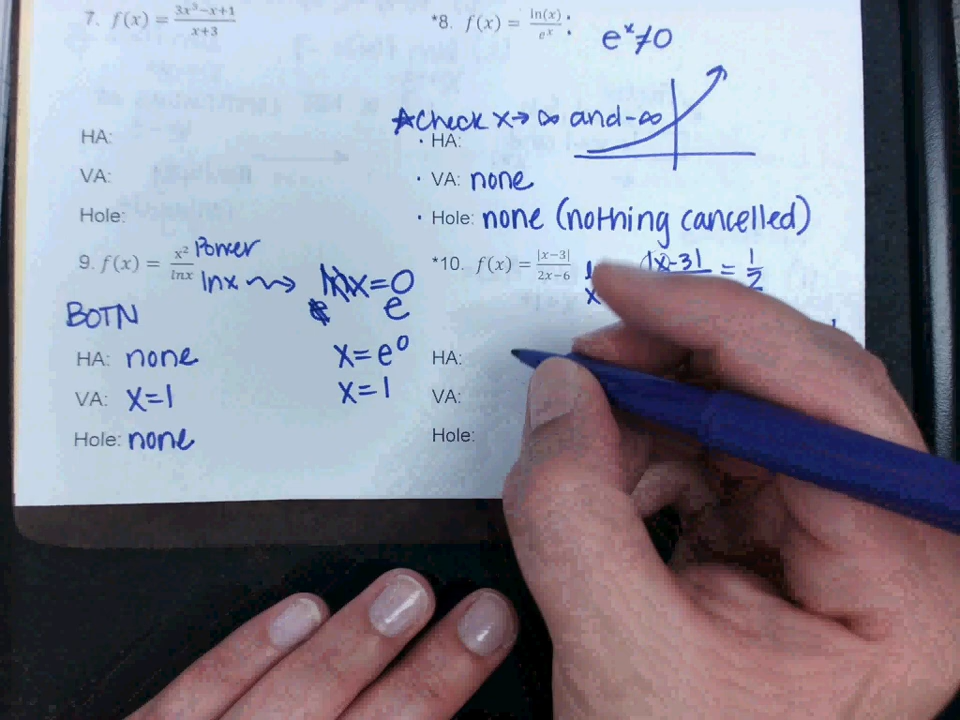 7. f(x) = 3x³−x+1 / x+3
*8. f(x) = ln(x) / eˣ :
eˣ≠0
★Check x→∞ and -∞
HA:
• HA:
VA:
• VA: none
Hole:
• Hole: none (nothing cancelled)
9. f(x) = x² / lnx
Power
lnx
lnx=0
e e
x=e⁰
x=1
BOTN
HA: none
VA: x=1
Hole: none
*10. f(x) = |x−3| / 2x−6
|x-3| = 1/2
HA:
VA:
Hole: